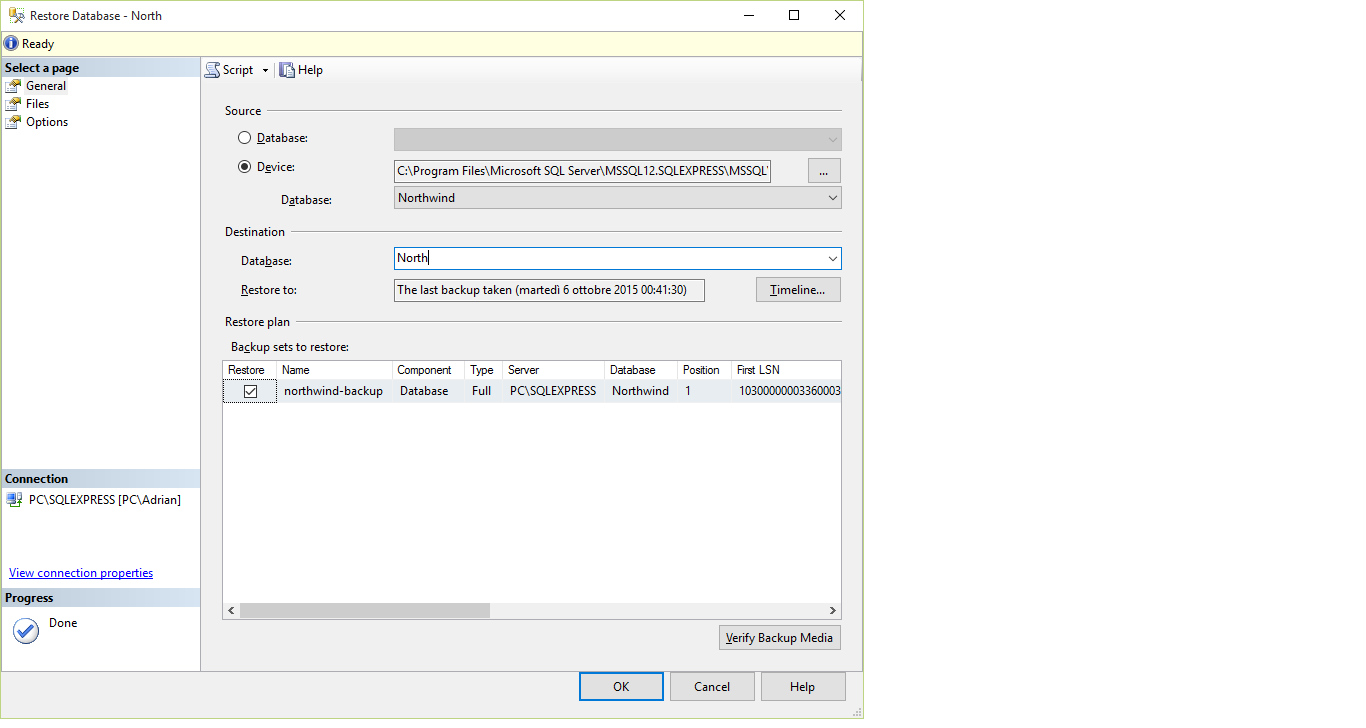 Restore Database - North
Ready
Select a page
General
Files
Options
Script
Help
Source
Database:
Device:
C:\Program Files\Microsoft SQL Server\MSSQL12.SQLEXPRESS\MSSQL\
...
Database:
Northwind
Destination
Database:
North
Restore to:
The last backup taken (martedì 6 ottobre 2015 00:41:30)
Timeline...
Restore plan
Backup sets to restore:
Restore Name Component Type Server Database Position First LSN
northwind-backup Database Full PC\SQLEXPRESS Northwind 1 10300000003360003
Connection
PC\SQLEXPRESS [PC\Adrian]
View connection properties
Progress
Done
Verify Backup Media
OK Cancel Help